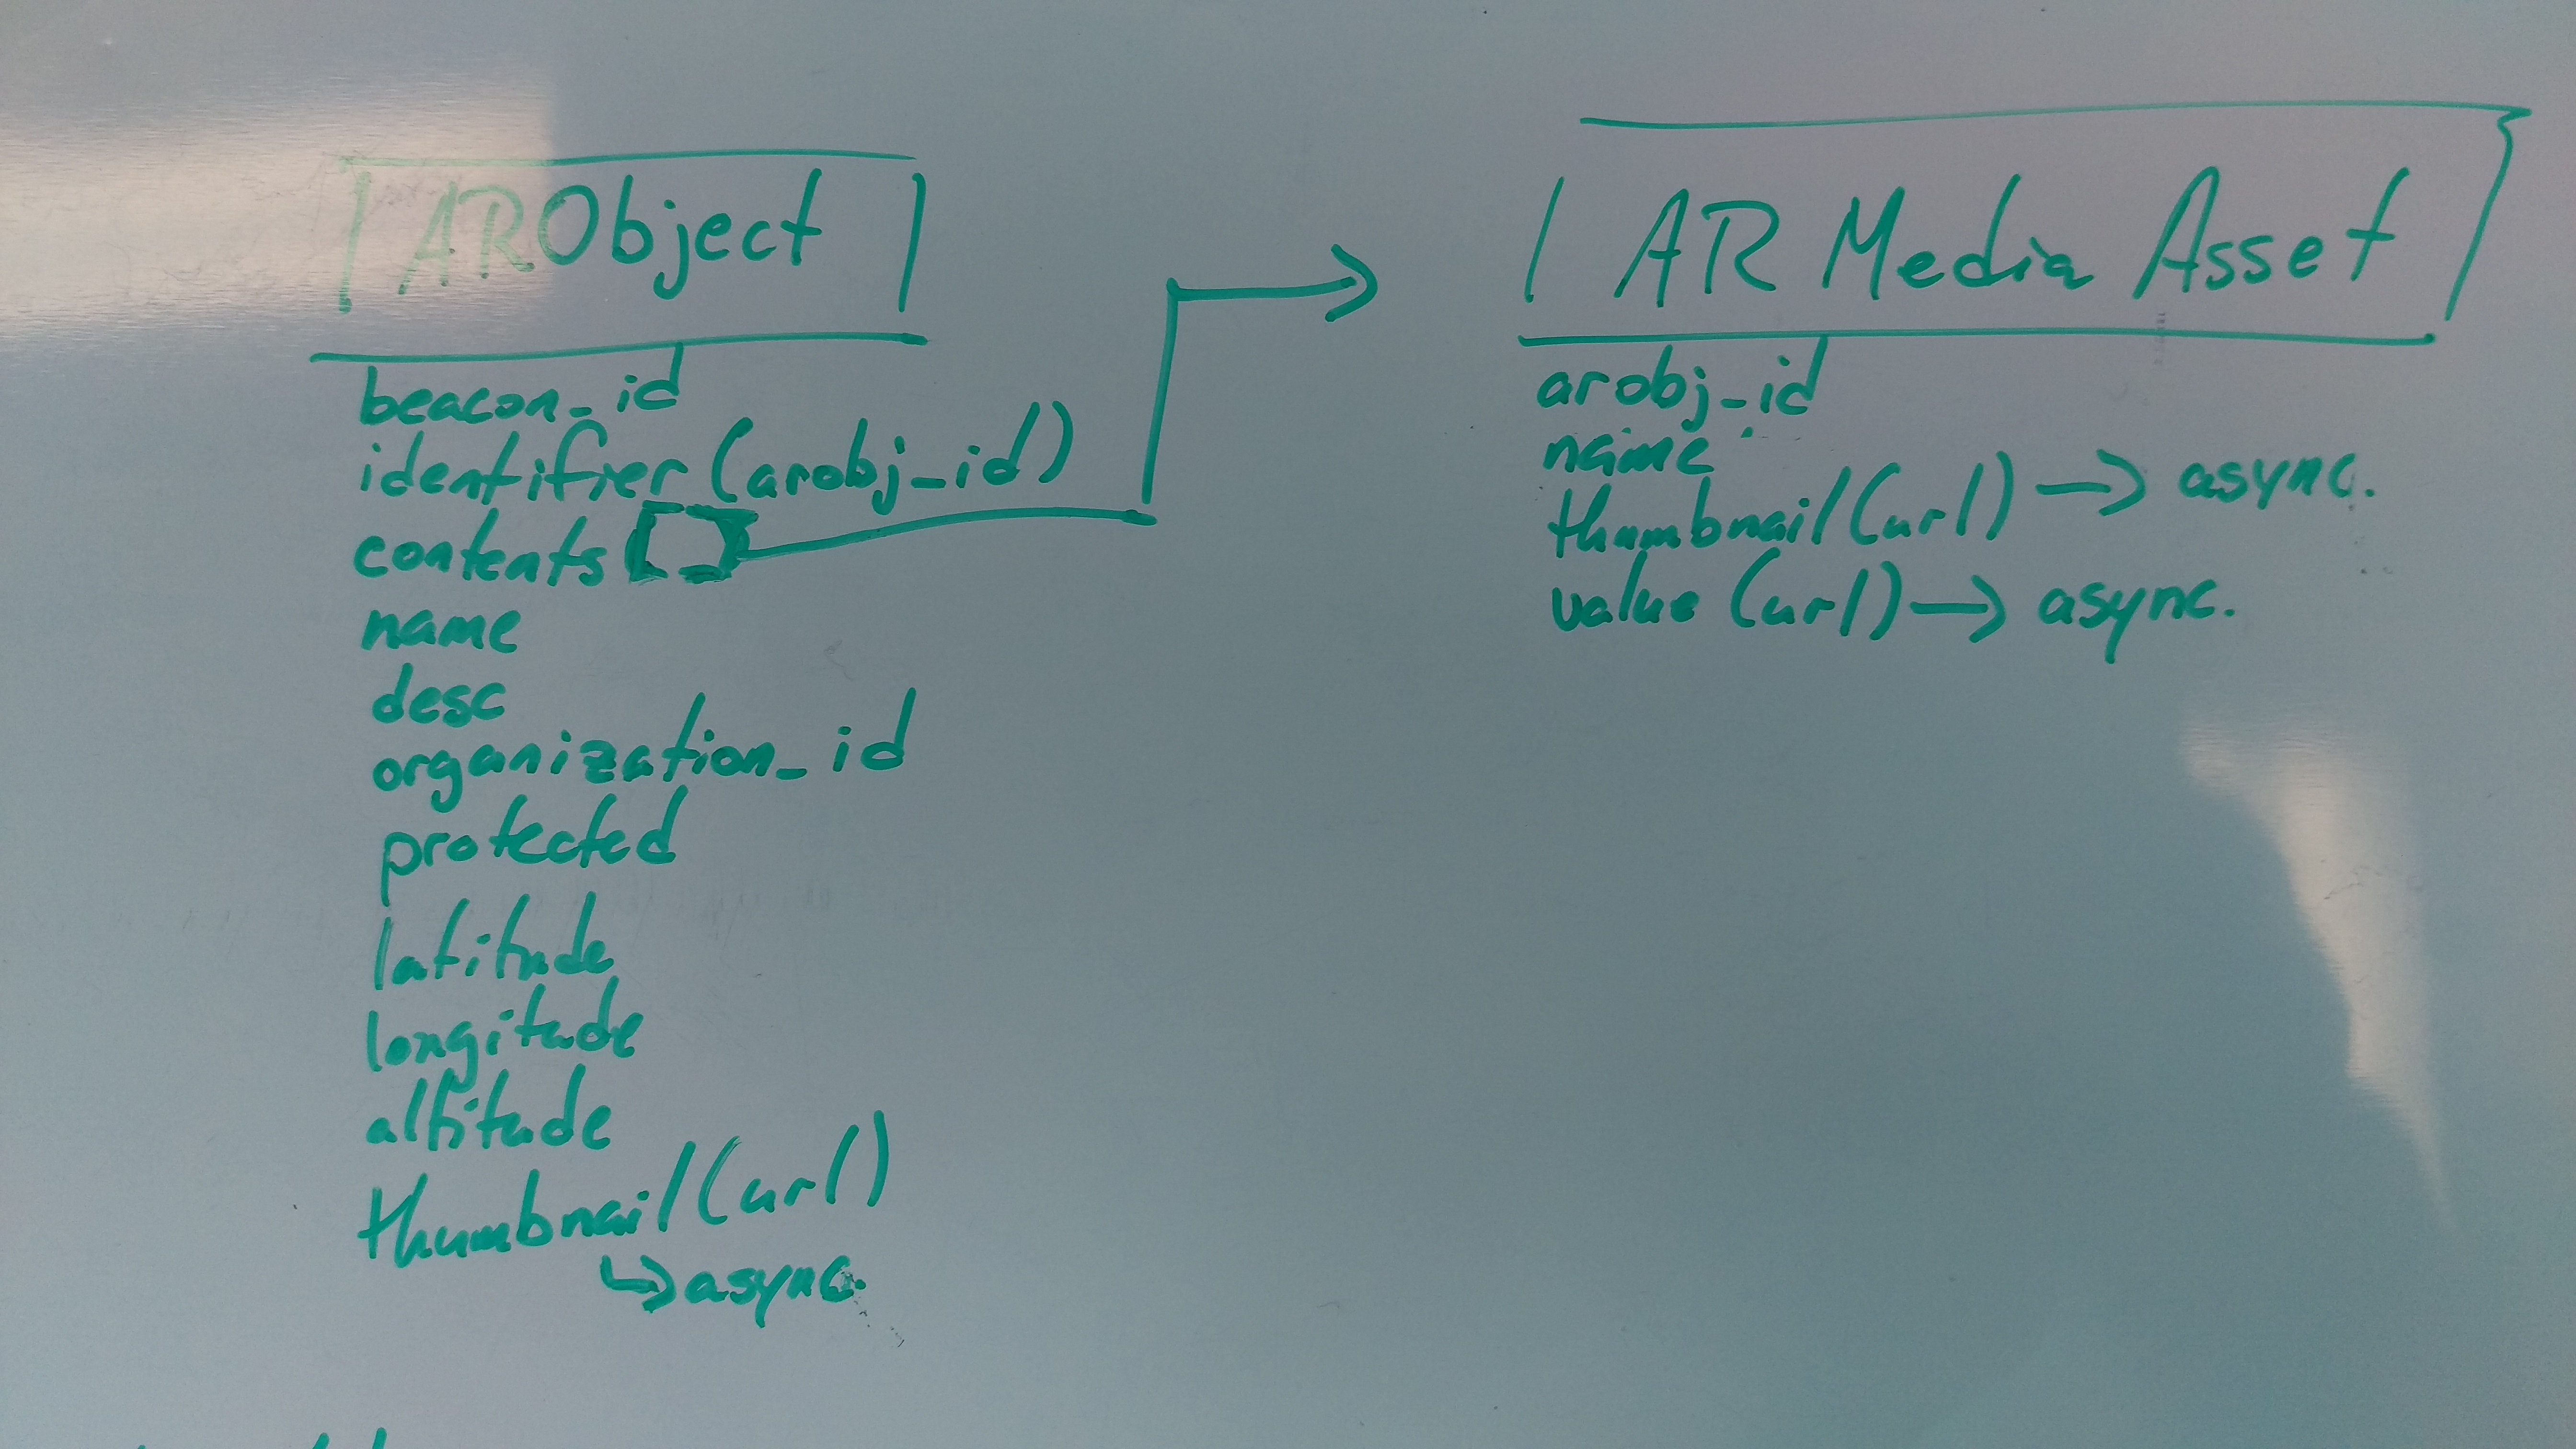 ARObject
beacon_id
identifier (arobj_id)
contents []
name
desc
organization_id
protected
latitude
longitude
altitude
thumbnail (url)
↳ async.
AR Media Asset
arobj_id
name
thumbnail (url) → async.
value (url) → async.